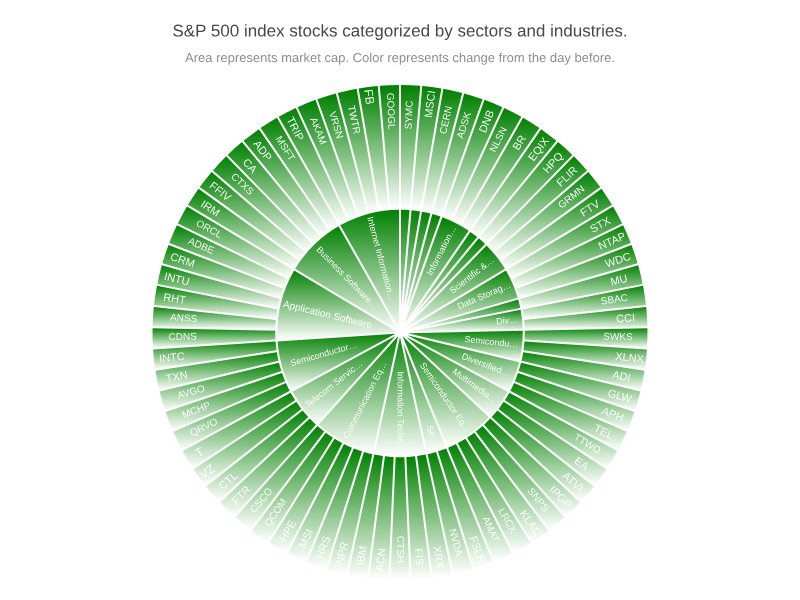 S&P 500 index stocks categorized by sectors and industries.
Area represents market cap. Color represents change from the day before.
SYMC
MSCI
CERN
ADSK
DNB
NLSN
BR
EQIX
HPQ
FLIR
GRMN
FTV
STX
NTAP
WDC
MU
SBAC
CCI
SWKS
XLNX
ADI
GLW
APH
TEL
TTWO
EA
ATVI
IPGP
SNPS
KLAC
LRCX
AMAT
FSLR
NVDA
XRX
FIS
CTSH
ACN
IBM
JNPR
HRS
MSI
HPE
QCOM
CSCO
FTR
CTL
VZ
T
QRVO
MCHP
AVGO
TXN
INTC
CDNS
ANSS
RHT
INTU
CRM
ADBE
ORCL
IRM
FFIV
CTXS
CA
ADP
MSFT
TRIP
AKAM
VRSN
TWTR
FB
GOOGL
Information…
Scientific &…
Data Storag…
Div…
Semicondu…
Diversified…
Multimedia…
Semiconductor Eq…
Se…
Information Techn…
Communication Eq…
Telecom Servic…
Semiconductor…
Application Software
Business Software…
Internet Information…